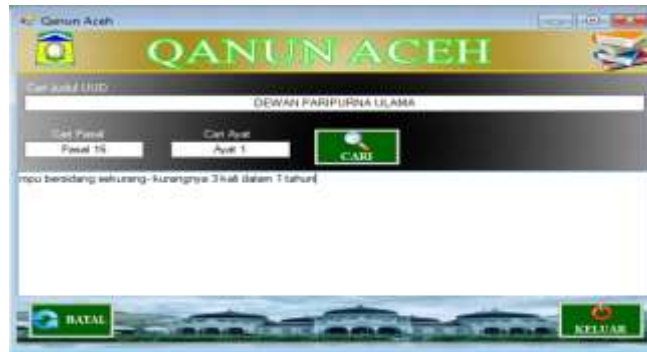 Qanun Aceh
QANUN ACEH
Cari Judul UUD
DEWAN PARIPURNA ULAMA
Cari Pasal
Cari Ayat
Pasal 16
Ayat 1
CARI
mpu bersidang sekurang- kurangnya 3 kali dalam 1 tahun
BATAL
KELUAR